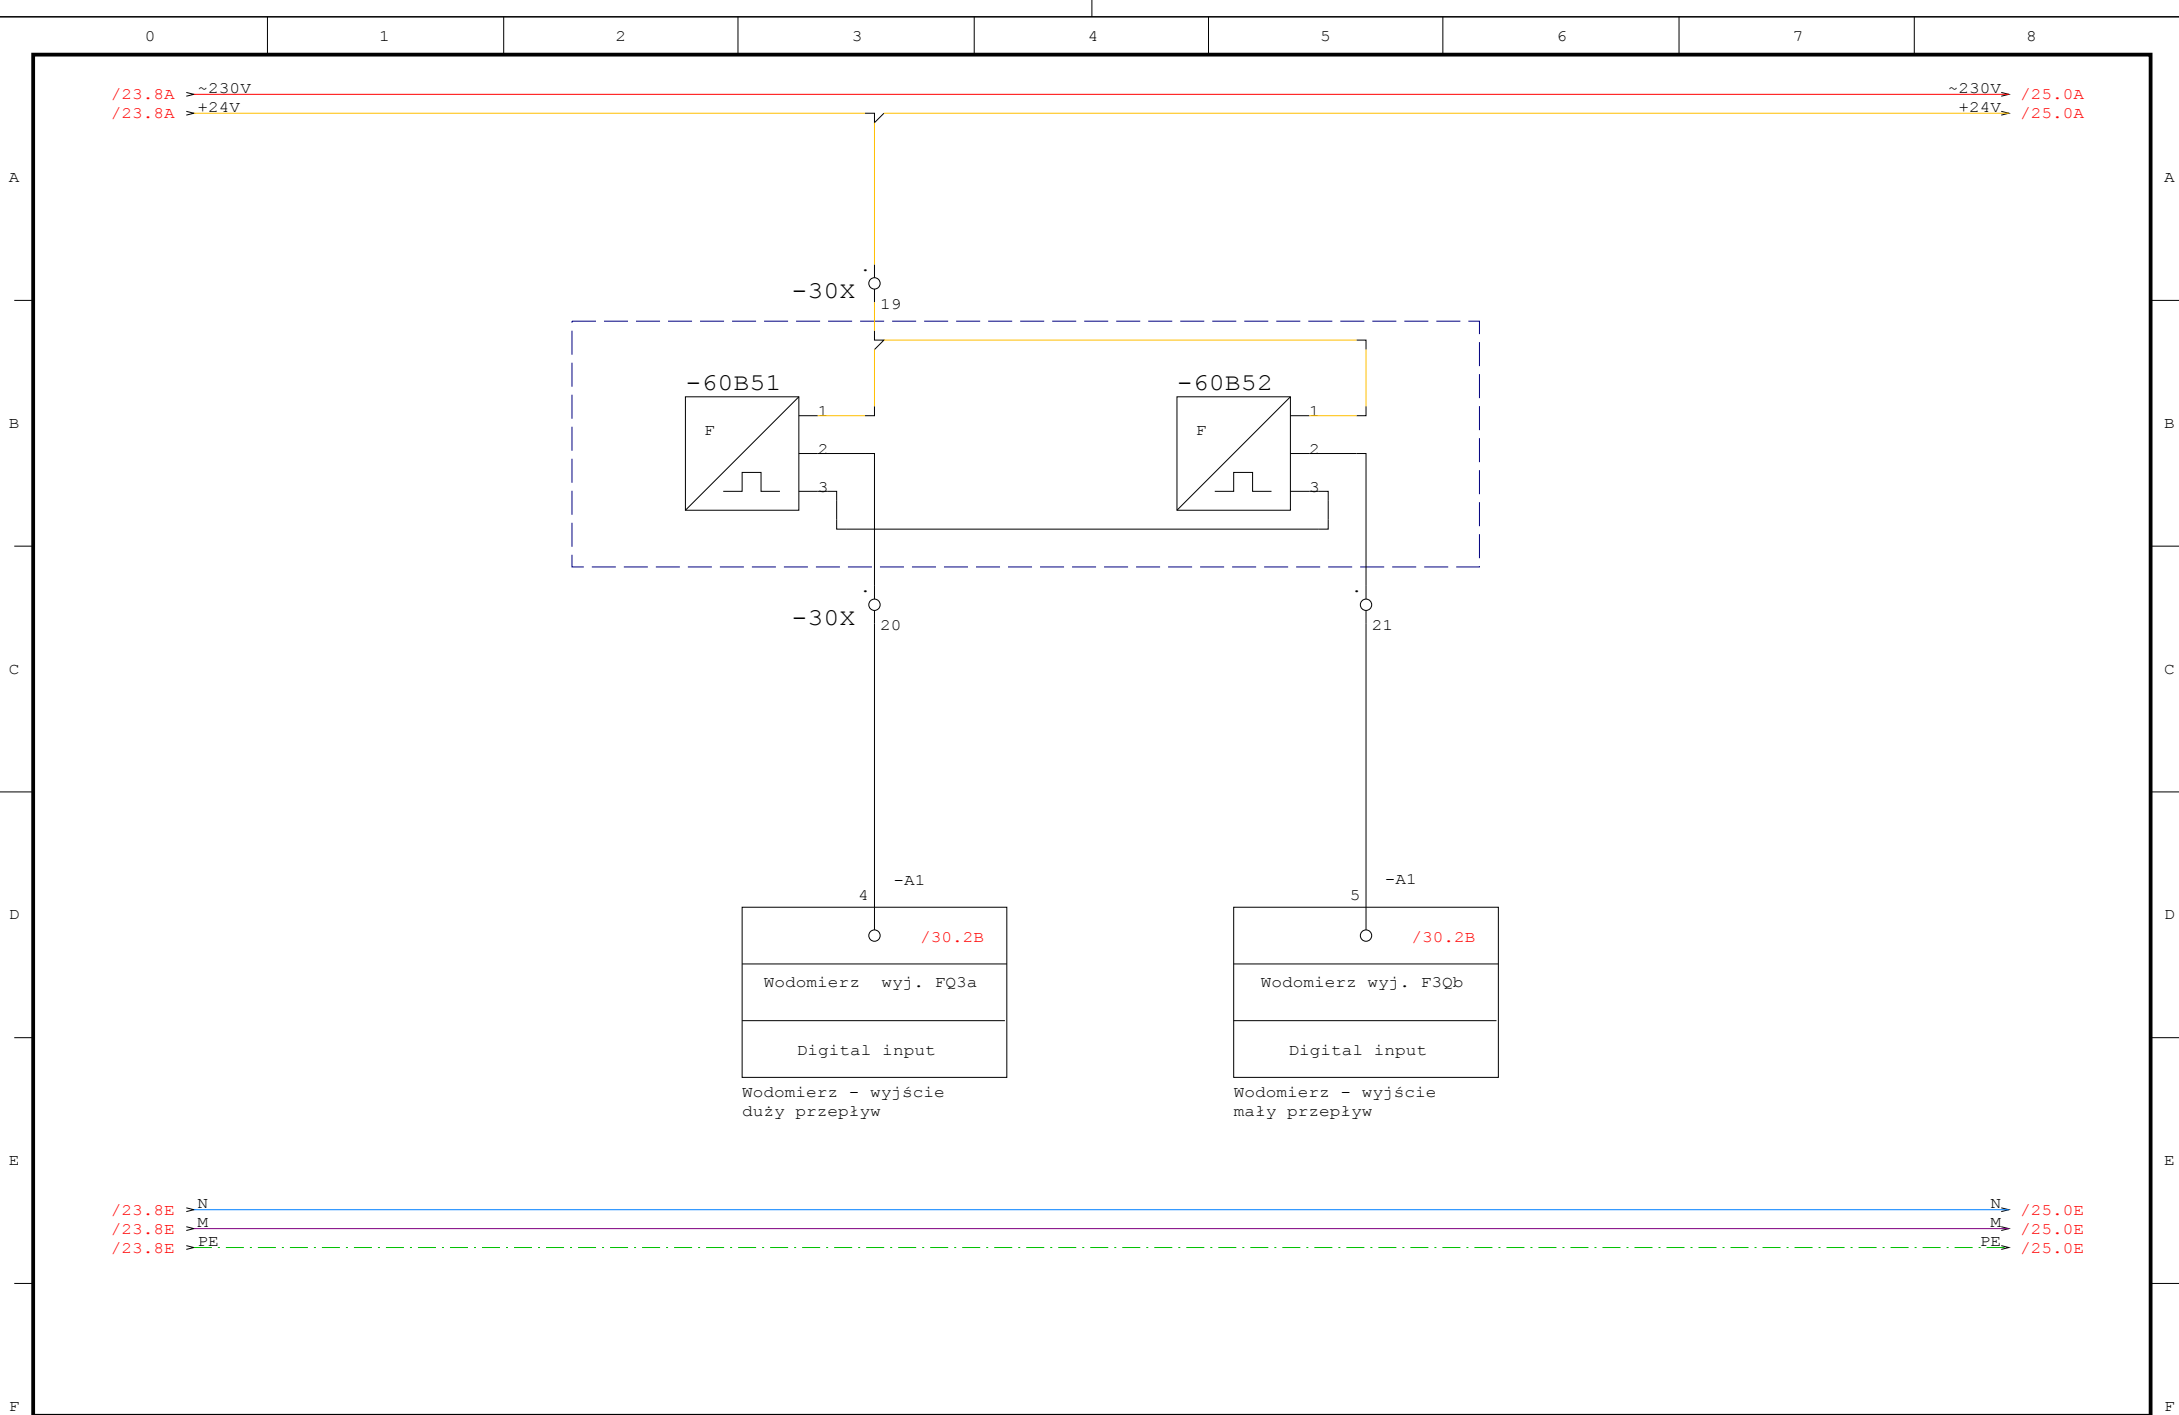 0 1 2 3 4 5 6 7 8
/23.8A ~230V ~230V /25.0A
/23.8A +24V +24V /25.0A
A A
-30X
19
-60B51 -60B52
1 1
B F F B
2 2
3 3
-30X 20 21
C C
-A1 -A1
4 5
D D
/30.2B /30.2B
Wodomierz  wyj. FQ3a Wodomierz wyj. F3Qb
Digital input Digital input
Wodomierz - wyjście Wodomierz - wyjście
duży przepływ mały przepływ
E E
/23.8E N N /25.0E
/23.8E M M /25.0E
/23.8E PE PE /25.0E
F F